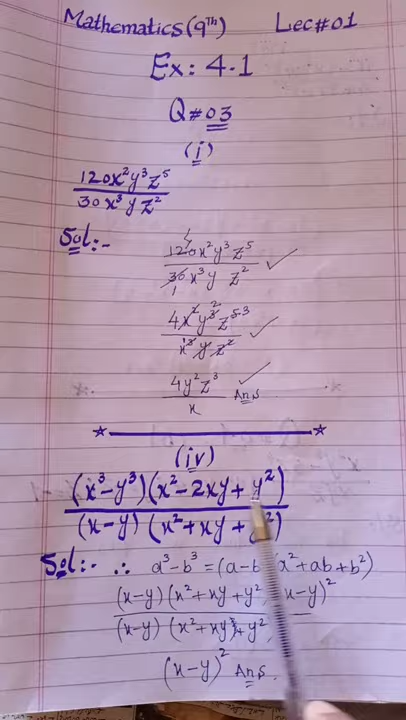 Mathematics (9th) Lec#01
Ex: 4.1
Q#03
(i)
120x²y³z⁵
30x³yz²
Sol:-
120x²y³z⁵
30x³y z²
4x²y³z⁵⁻³
x³yz²
4y²z³
x Ans
(iv)
(x³-y³)(x²-2xy+y²)
(x-y) (x²+xy+y²)
Sol:- ∴ a³-b³=(a-b)(a²+ab+b²)
(x-y)(x²+xy+y² x-y)²
(x-y) (x²+xy+y²
(x-y)² Ans.